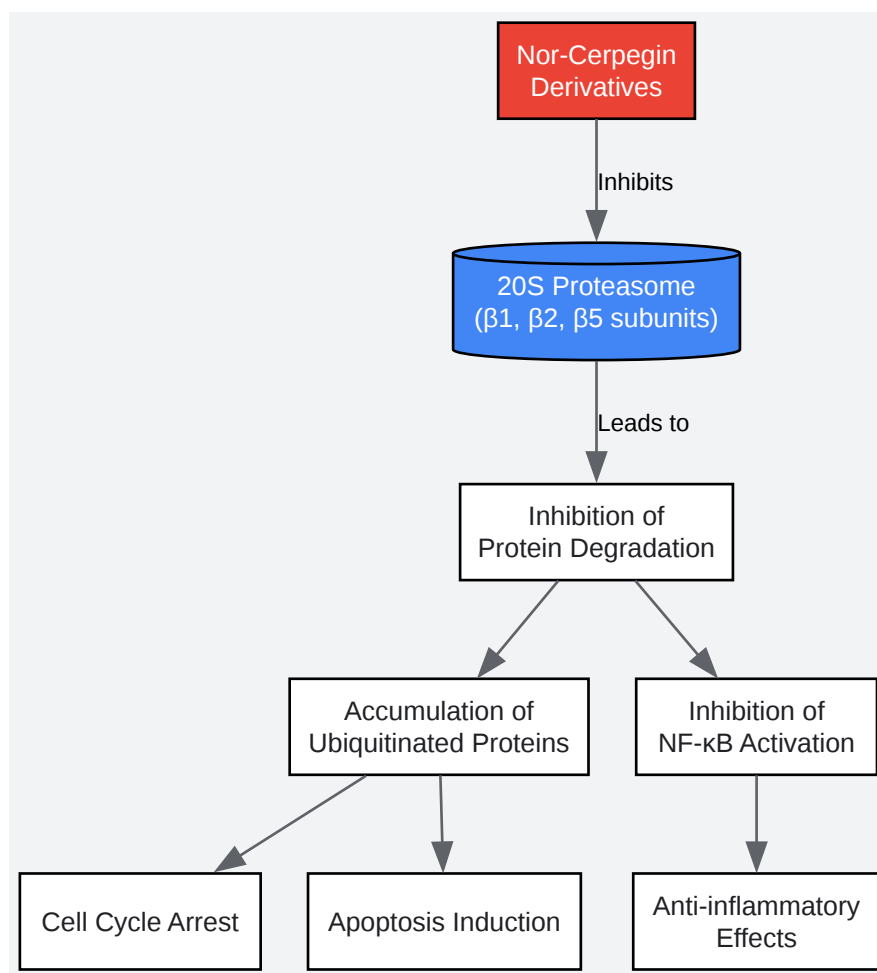 Nor-Cerpegin
Derivatives
Inhibits
20S Proteasome
(β1, β2, β5 subunits)
Leads to
Inhibition of
Protein Degradation
Accumulation of
Ubiquitinated Proteins
Inhibition of
NF-κB Activation
Cell Cycle Arrest
Apoptosis Induction
Anti-inflammatory
Effects